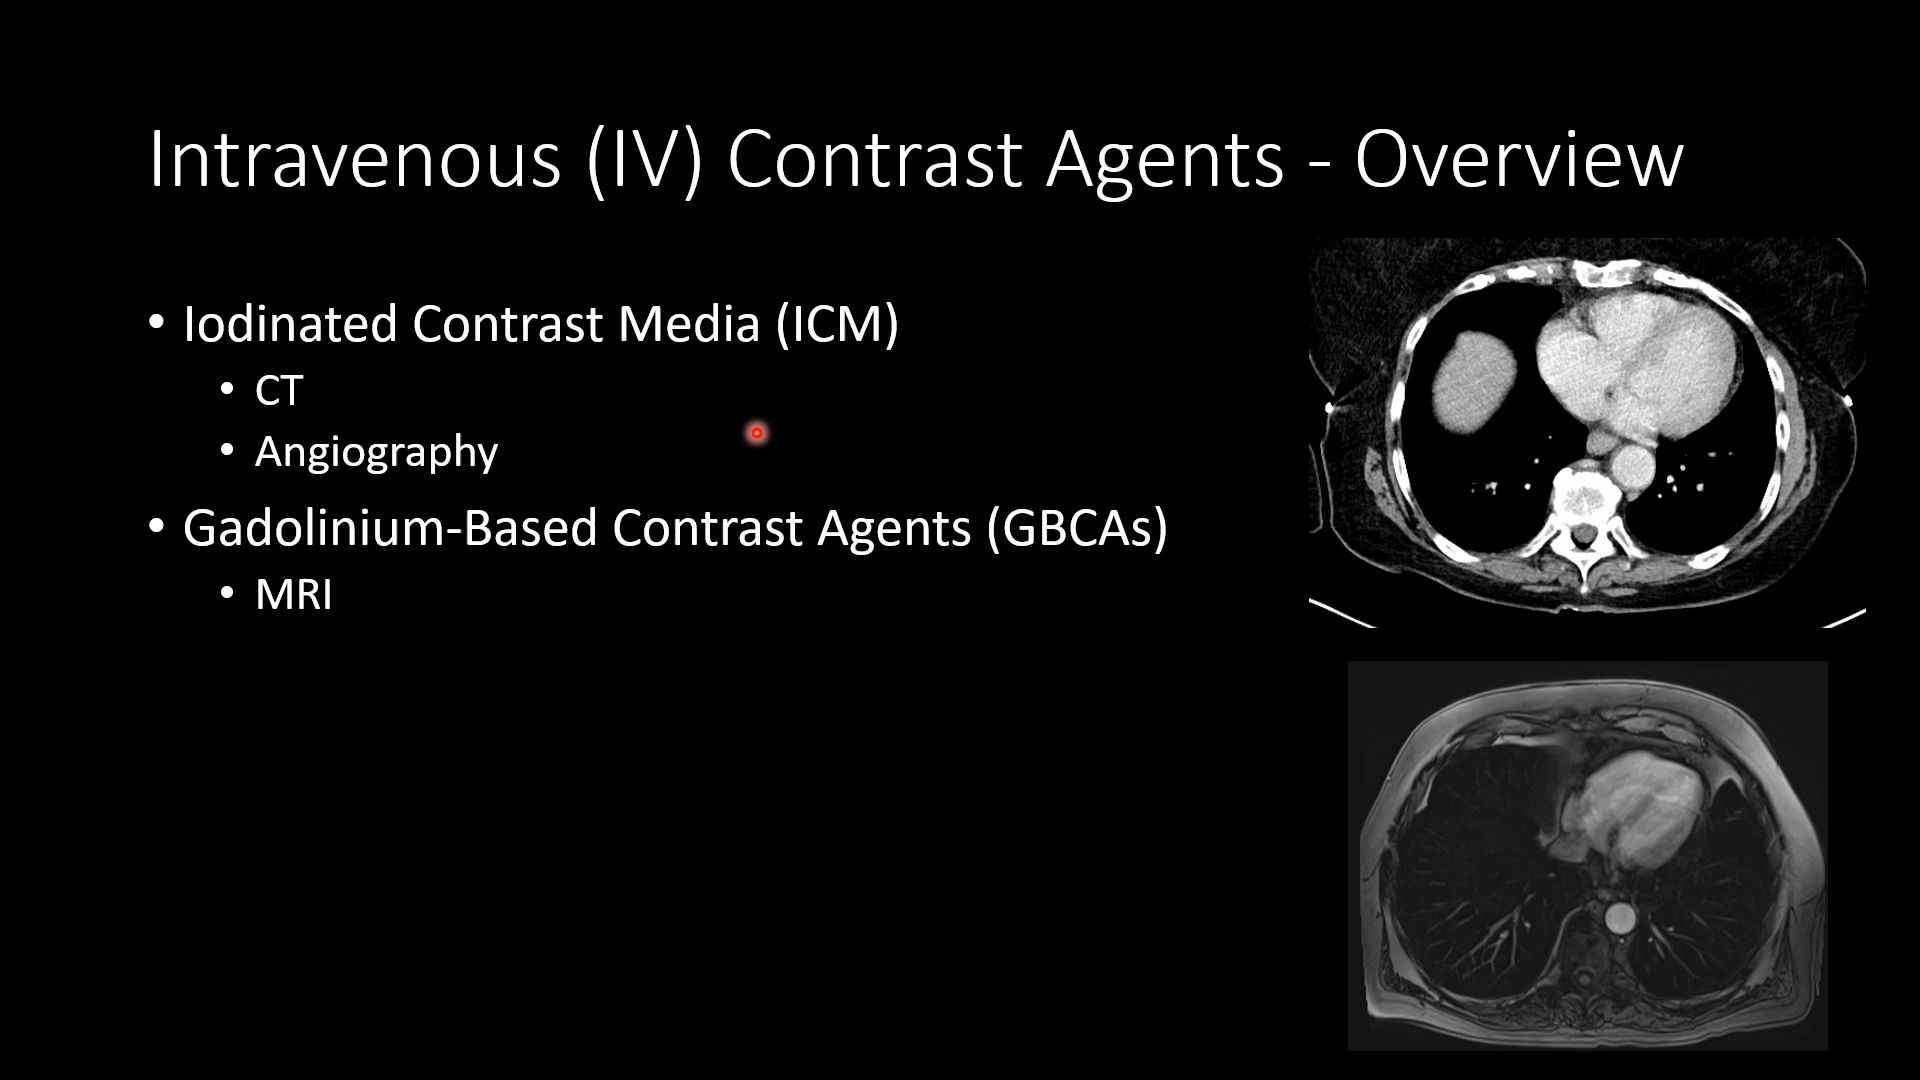 Intravenous (IV) Contrast Agents - Overview
• Iodinated Contrast Media (ICM)
• CT
• Angiography
• Gadolinium-Based Contrast Agents (GBCAs)
• MRI